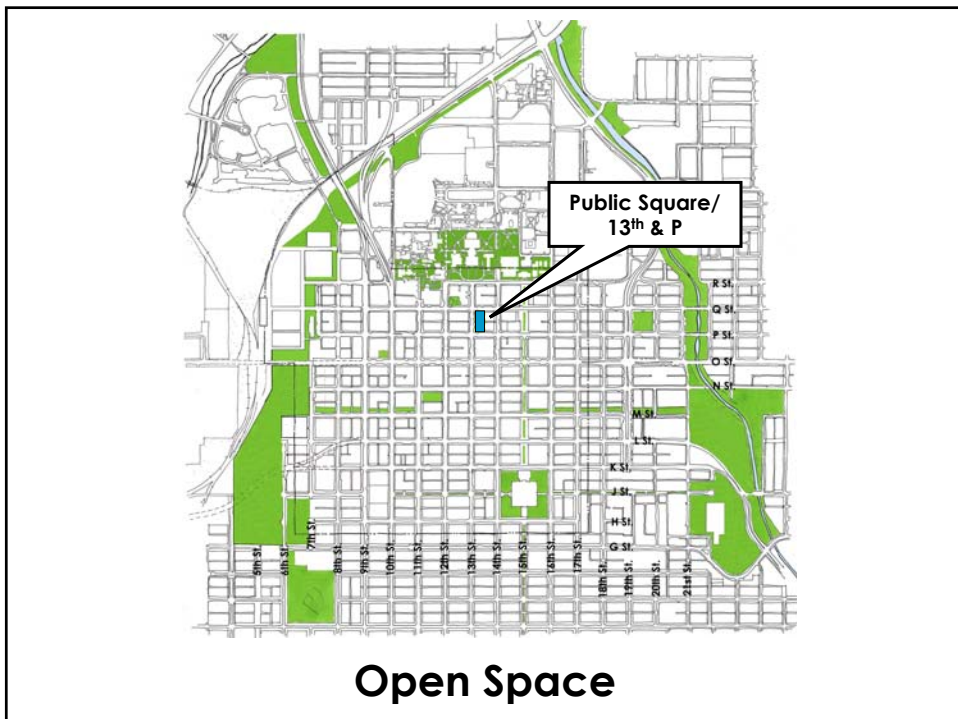 Public Square/
13th & P
R St.
Q St.
P St.
O St.
N St.
M St.
L St.
K St.
J St.
H St.
G St.
5th St.
6th St.
7th St.
8th St.
9th St.
10th St.
11th St.
12th St.
13th St.
14th St.
15th St.
16th St.
17th St.
18th St.
19th St.
20th St.
21st St.
Open Space